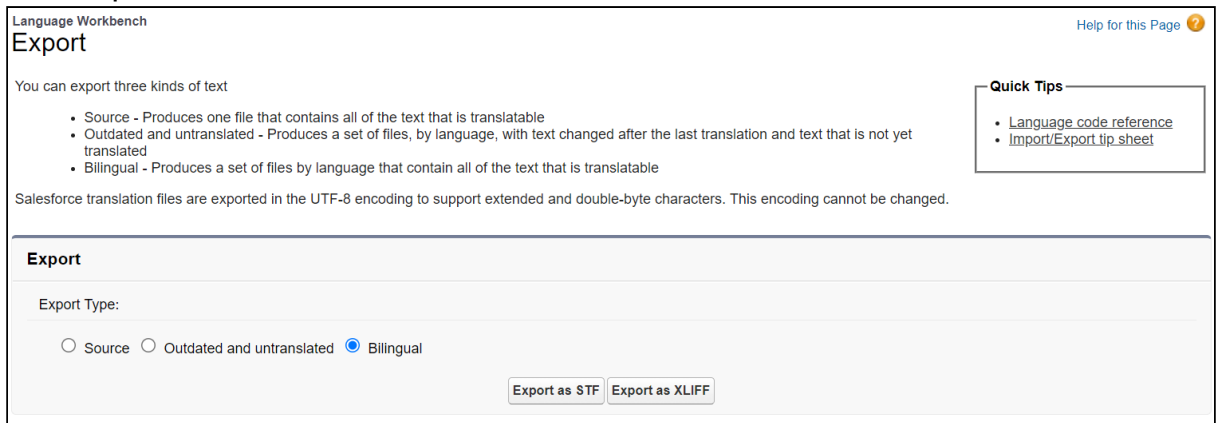 Language Workbench
Export
Help for this Page ?
You can export three kinds of text
• Source - Produces one file that contains all of the text that is translatable
• Outdated and untranslated - Produces a set of files, by language, with text changed after the last translation and text that is not yet
translated
• Bilingual - Produces a set of files by language that contain all of the text that is translatable
Salesforce translation files are exported in the UTF-8 encoding to support extended and double-byte characters. This encoding cannot be changed.
Quick Tips
• Language code reference
• Import/Export tip sheet
Export
Export Type:
Source Outdated and untranslated Bilingual
Export as STF Export as XLIFF